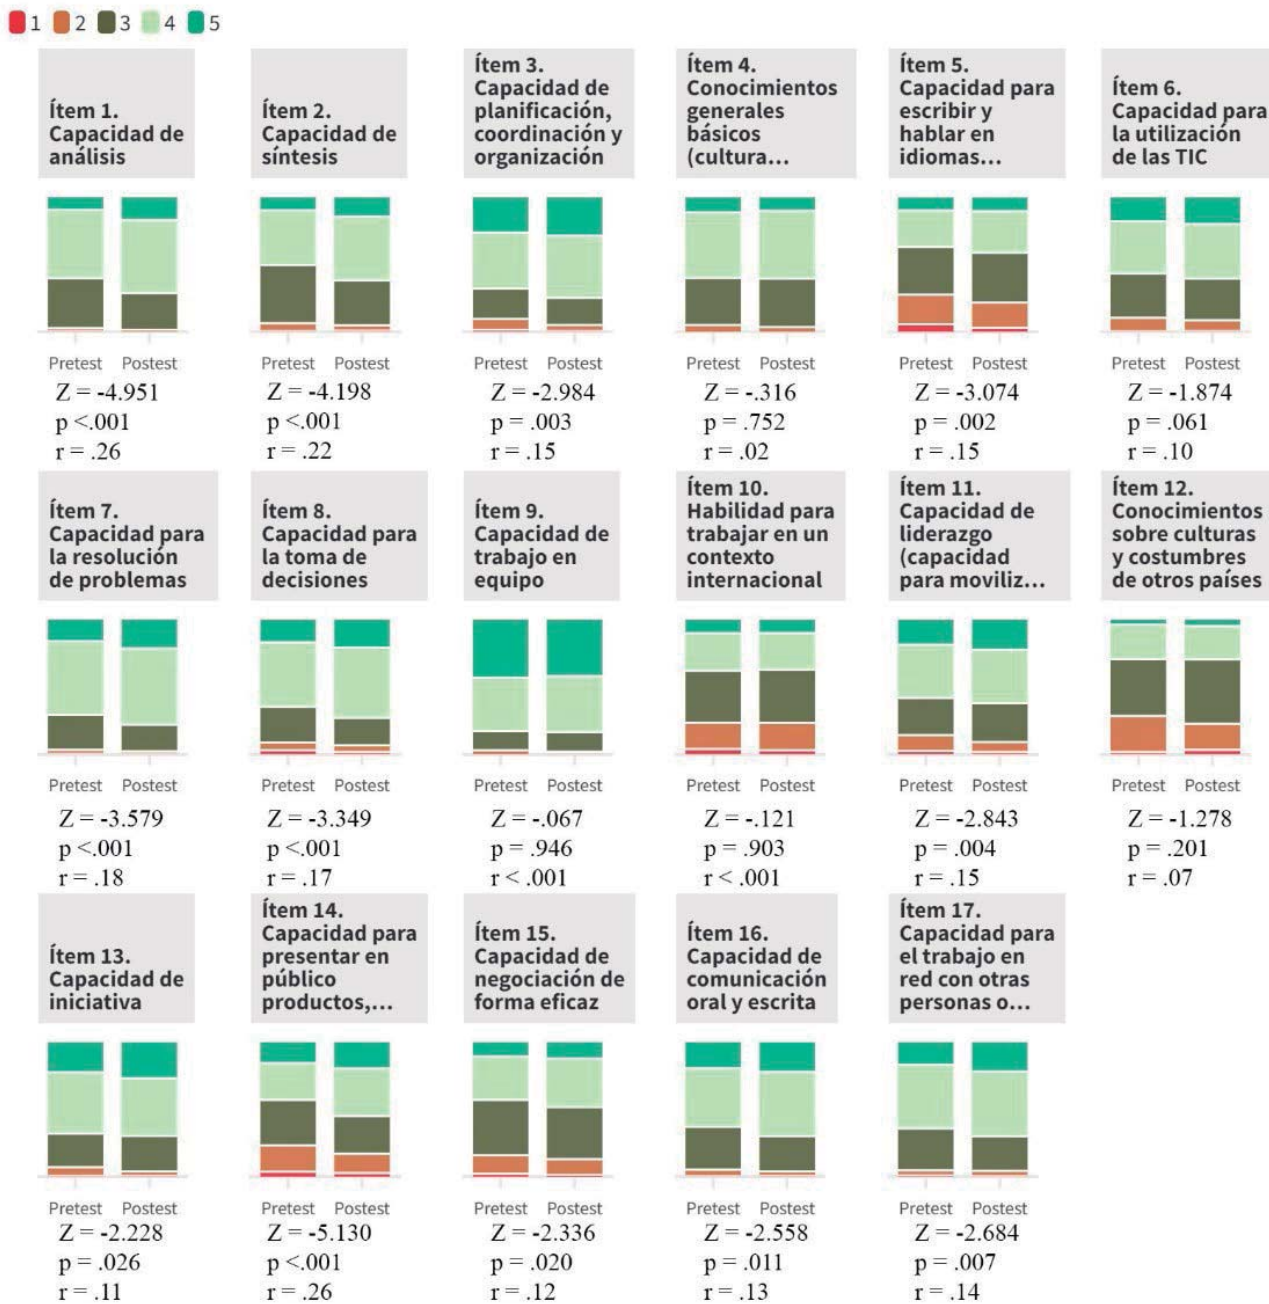 1 2 3 4 5
Ítem 1.
Capacidad de
análisis
Ítem 2.
Capacidad de
síntesis
Ítem 3.
Capacidad de
planificación,
coordinación y
organización
Ítem 4.
Conocimientos
generales
básicos
(cultura...
Ítem 5.
Capacidad para
escribir y
hablar en
idiomas...
Ítem 6.
Capacidad para
la utilización
de las TIC
Pretest Postest
Z = -4.951
p <.001
r = .26
Pretest Postest
Z = -4.198
p <.001
r = .22
Pretest Postest
Z = -2.984
p = .003
r = .15
Pretest Postest
Z = -.316
p = .752
r = .02
Pretest Postest
Z = -3.074
p = .002
r = .15
Pretest Postest
Z = -1.874
p = .061
r = .10
Ítem 7.
Capacidad para
la resolución
de problemas
Ítem 8.
Capacidad para
la toma de
decisiones
Ítem 9.
Capacidad de
trabajo en
equipo
Ítem 10.
Habilidad para
trabajar en un
contexto
internacional
Ítem 11.
Capacidad de
liderazgo
(capacidad
para moviliz...
Ítem 12.
Conocimientos
sobre culturas
y costumbres
de otros países
Pretest Postest
Z = -3.579
p <.001
r = .18
Pretest Postest
Z = -3.349
p <.001
r = .17
Pretest Postest
Z = -.067
p = .946
r < .001
Pretest Postest
Z = -.121
p = .903
r < .001
Pretest Postest
Z = -2.843
p = .004
r = .15
Pretest Postest
Z = -1.278
p = .201
r = .07
Ítem 13.
Capacidad de
iniciativa
Ítem 14.
Capacidad para
presentar en
público
productos,...
Ítem 15.
Capacidad de
negociación de
forma eficaz
Ítem 16.
Capacidad de
comunicación
oral y escrita
Ítem 17.
Capacidad para
el trabajo en
red con otras
personas o...
Pretest Postest
Z = -2.228
p = .026
r = .11
Pretest Postest
Z = -5.130
p <.001
r = .26
Pretest Postest
Z = -2.336
p = .020
r = .12
Pretest Postest
Z = -2.558
p = .011
r = .13
Pretest Postest
Z = -2.684
p = .007
r = .14